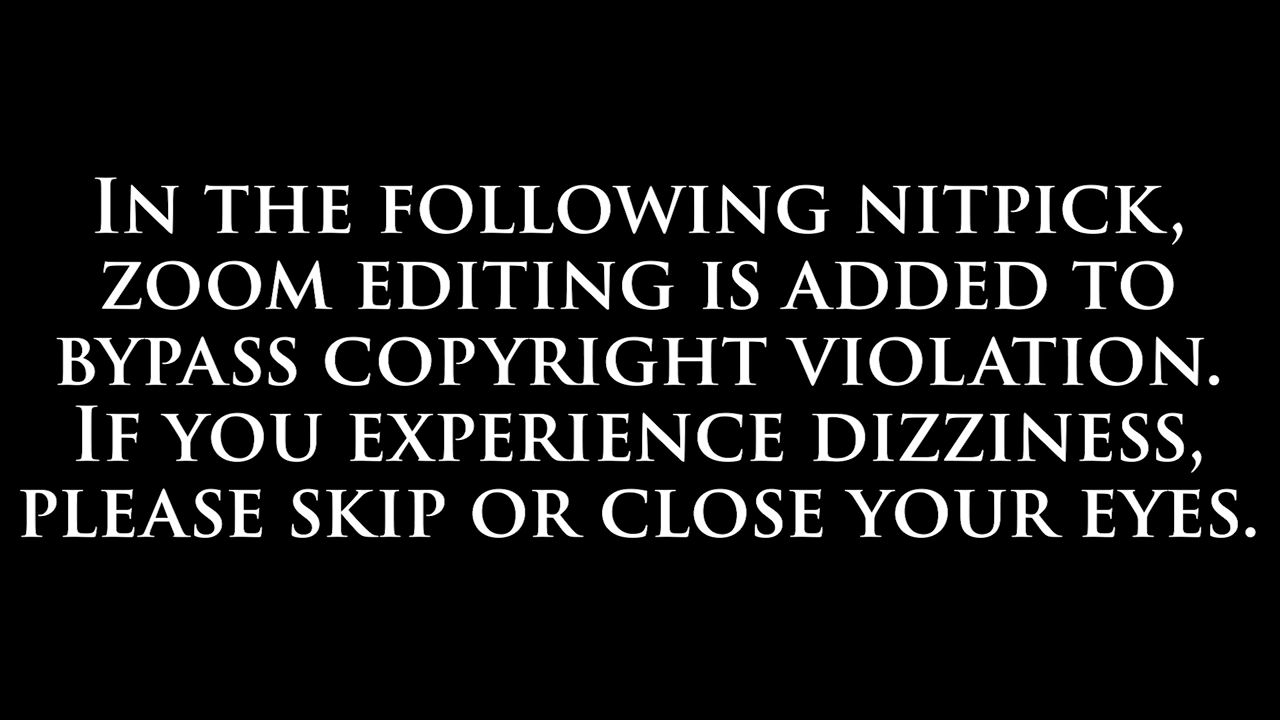 In the following nitpick,
zoom editing is added to
bypass copyright violation.
If you experience dizziness,
please skip or close your eyes.